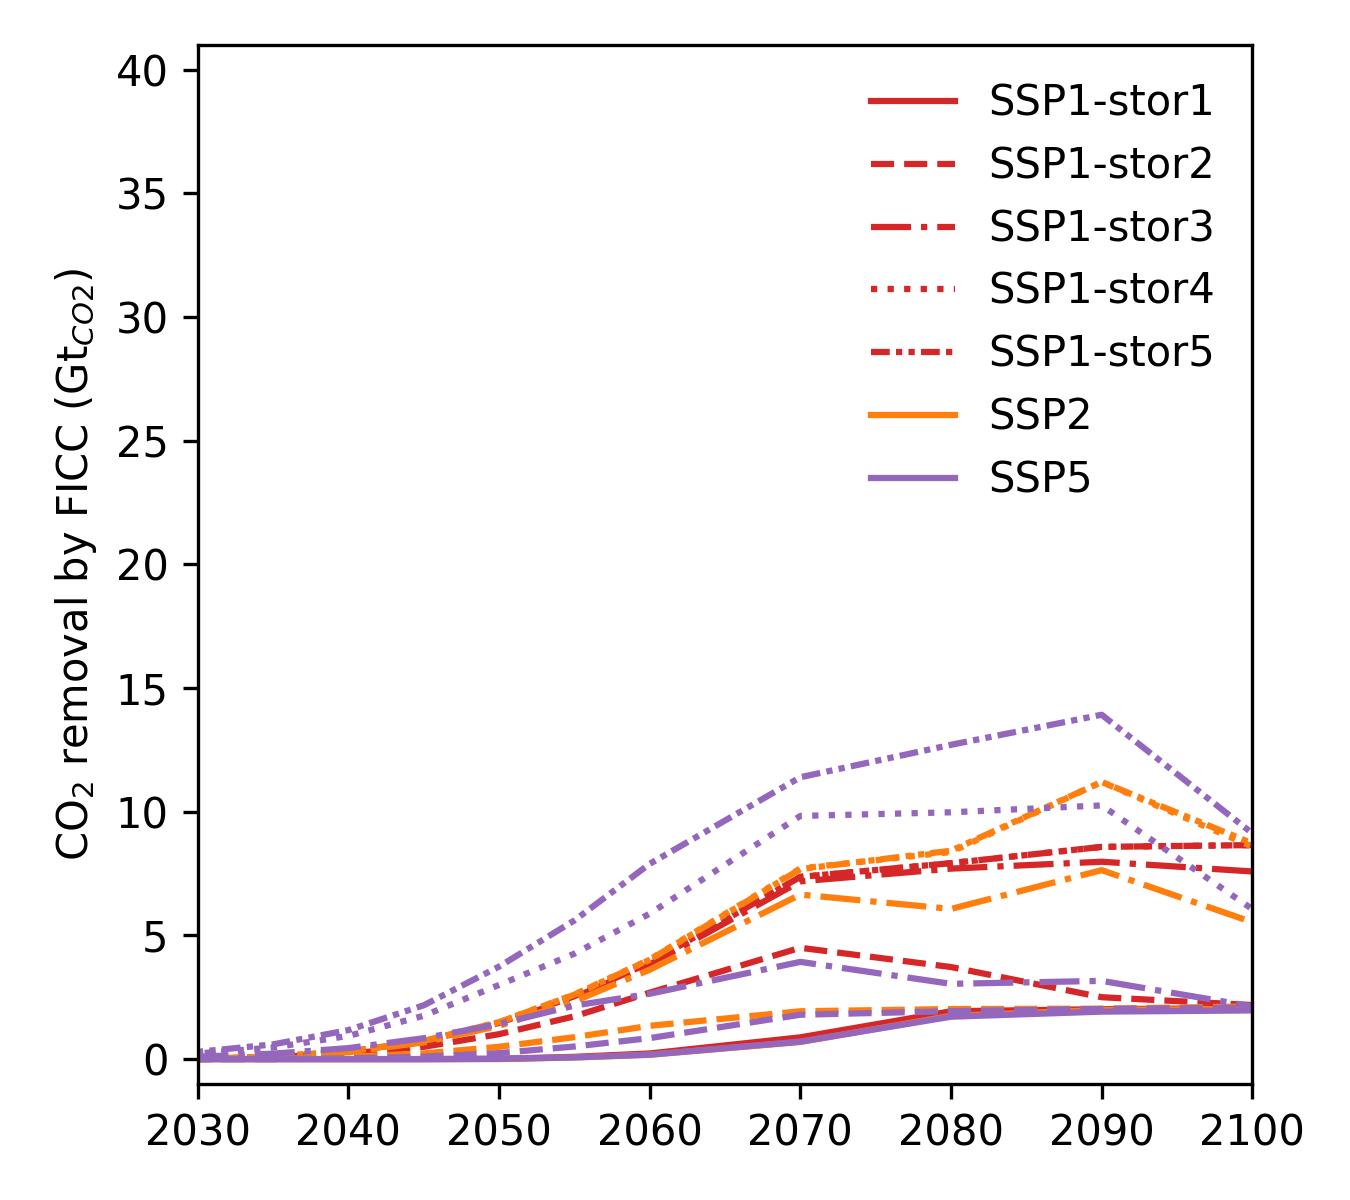 40
35
30
25
20
15
10
5
0
CO₂ removal by FICC (Gt_CO2)
SSP1-stor1
SSP1-stor2
SSP1-stor3
SSP1-stor4
SSP1-stor5
SSP2
SSP5
2030 2040 2050 2060 2070 2080 2090 2100